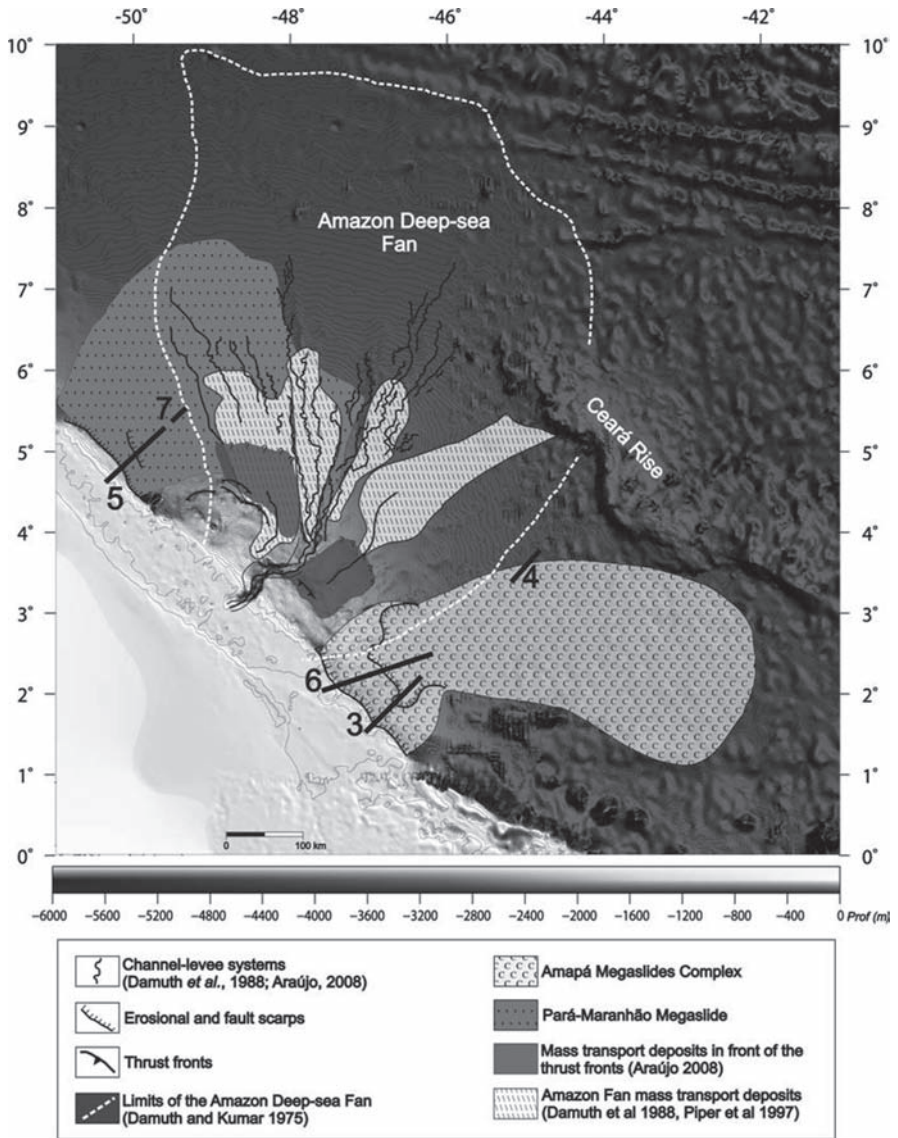 -50° -48° -46° -44° -42°
10° 10°
9° 9°
8° 8°
Amazon Deep-sea
Fan
7° 7°
6° 6°
Ceará Rise
7
5° 5°
5
4° 4°
4
3° 3°
6
2° 2°
3
1° 1°
0 100 km
0° 0°
-6000 -5600 -5200 -4800 -4400 -4000 -3600 -3200 -2800 -2400 -2000 -1600 -1200 -800 -400 0 Prof (m)
Channel-levee systems
(Damuth et al., 1988; Araújo, 2008)
Erosional and fault scarps
Thrust fronts
Limits of the Amazon Deep-sea Fan
(Damuth and Kumar 1975)
Amapá Megaslides Complex
Pará-Maranhão Megaslide
Mass transport deposits in front of the
thrust fronts (Araújo 2008)
Amazon Fan mass transport deposits
(Damuth et al 1988, Piper et al 1997)